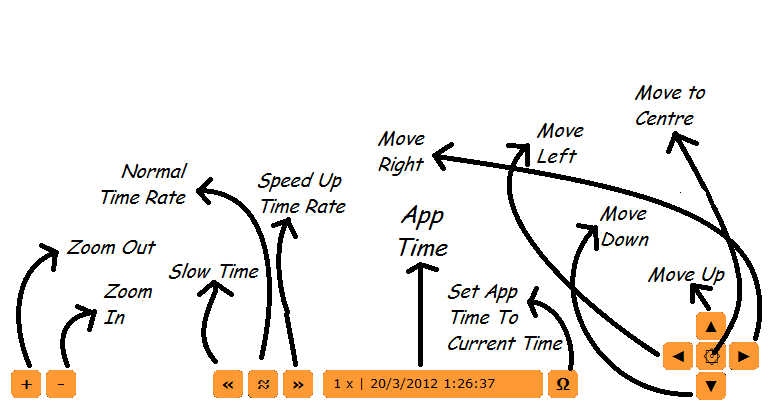 Move to
Centre
Move
Right
Move
Left
Normal
Time Rate
Speed Up
Time Rate
App
Time
Move
Down
Zoom Out
Slow Time
Move Up
Zoom
In
Set App
Time To
Current Time
+
-
«
≈
»
1 x | 20/3/2012 1:26:37
Ω
▲
◀
▶
▼